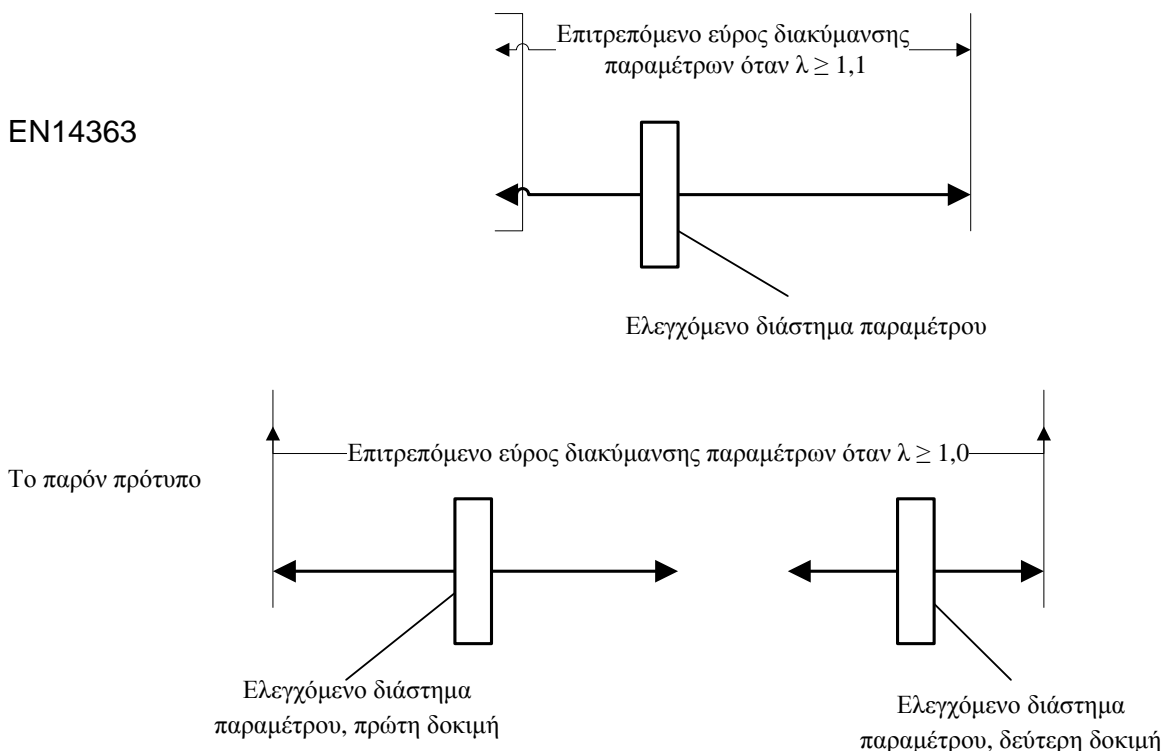 Επιτρεπόμενο εύρος διακύμανσης
παραμέτρων όταν λ ≥ 1,1
EN14363
Ελεγχόμενο διάστημα παραμέτρου
Επιτρεπόμενο εύρος διακύμανσης παραμέτρων όταν λ ≥ 1,0
Το παρόν πρότυπο
Ελεγχόμενο διάστημα
παραμέτρου, πρώτη δοκιμή
Ελεγχόμενο διάστημα
παραμέτρου, δεύτερη δοκιμή